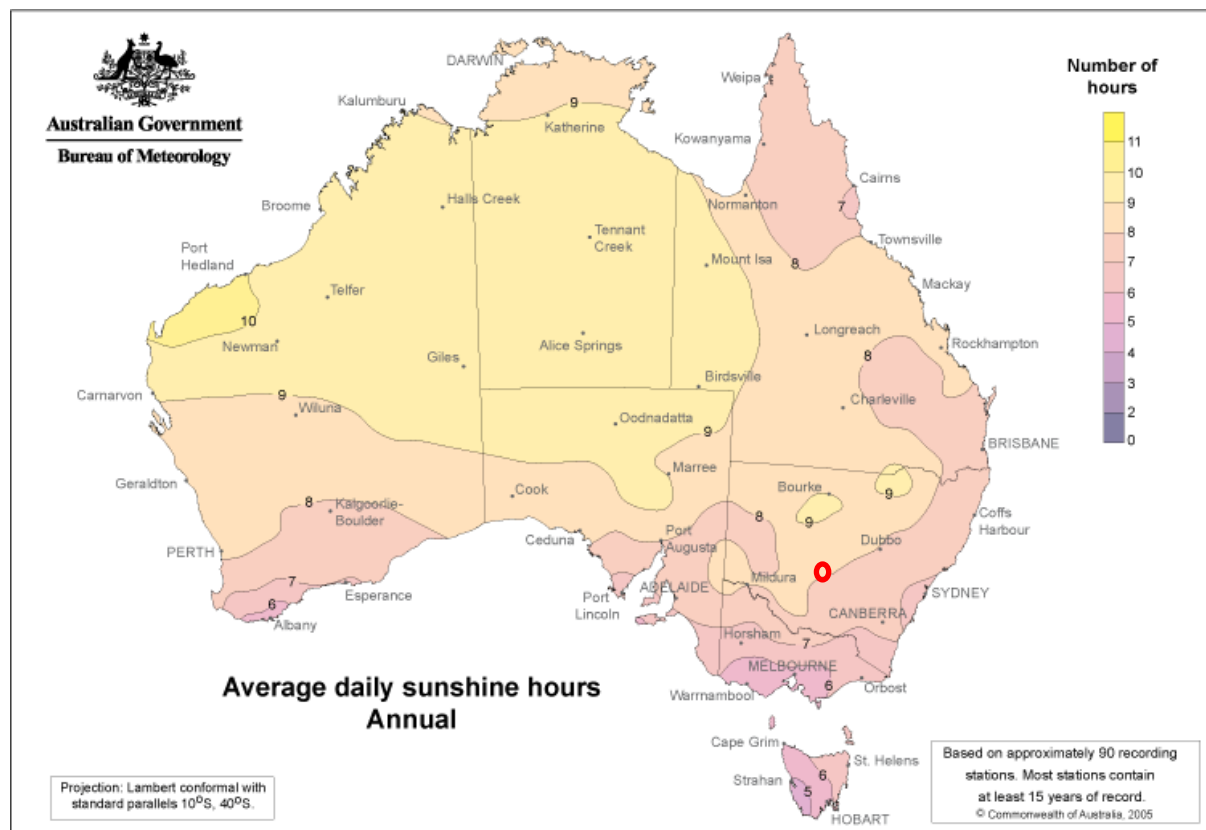 DARWIN
Weipa
Number of
hours
Kalumburu
9
Katherine
11
Australian Government
Bureau of Meteorology
Kowanyama
10
Cairns
7
9
Halls Creek
Normanton
Broome
8
Tennant
Creek
Townsville
7
Port
Hedland
Mount Isa
8
6
Mackay
Telfer
5
10
Longreach
4
Newman
Alice Springs
Rockhampton
8
Giles
3
Birdsville
2
Carnarvon
9
Charleville
Wiluna
0
Oodnadatta
9
BRISBANE
Marree
Geraldton
Cook
Bourke
9
8
Kalgoorlie-
Boulder
8
9
Coffs
Harbour
Ceduna
Port
Augusta
Dubbo
PERTH
7
Mildura
Esperance
ADELAIDE
SYDNEY
6
Port
Lincoln
CANBERRA
Albany
Horsham
7
MELBOURNE
Average daily sunshine hours
Annual
6
Orbost
Warrnambool
Cape Grim
St. Helens
Based on approximately 90 recording
stations. Most stations contain
at least 15 years of record.
© Commonwealth of Australia, 2005
6
Strahan
5
HOBART
Projection: Lambert conformal with
standard parallels 10°S, 40°S.